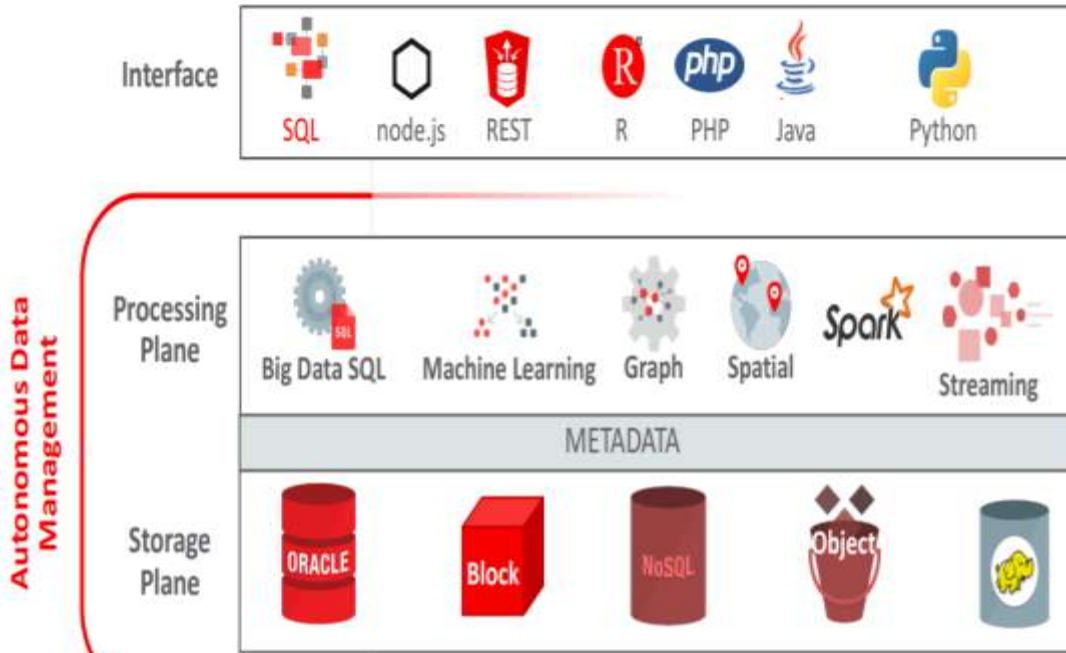 Interface
SQL
node.js
REST
R
R
PHP
php
Java
Python
Autonomous Data
Management
Processing
Plane
SQL
Big Data SQL
Machine Learning
Graph
Spatial
Spark
Streaming
METADATA
Storage
Plane
ORACLE
Block
NoSQL
Object